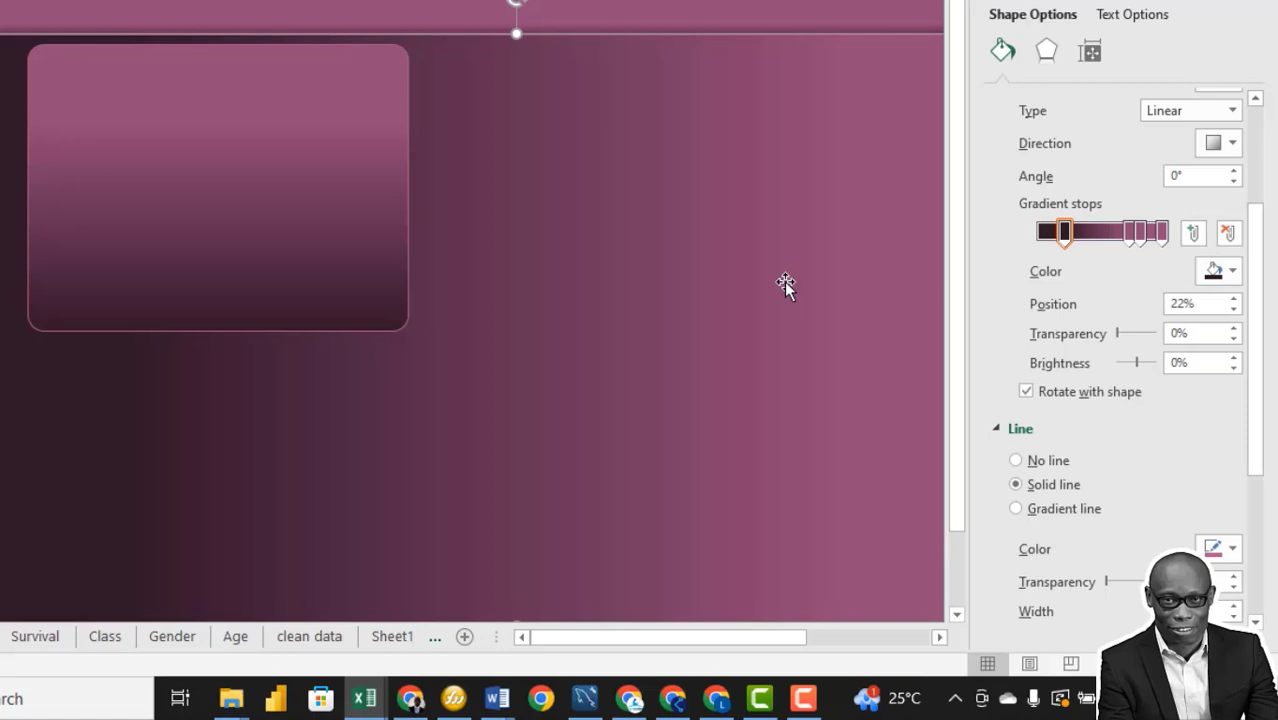 Shape Options Text Options
Type Linear
Direction
Angle 0°
Gradient stops
Color
Position 22%
Transparency 0%
Brightness 0%
Rotate with shape
Line
No line
Solid line
Gradient line
Color
Transparency
Width
Survival Class Gender Age clean data Sheet1 ...
rch 1 25°C